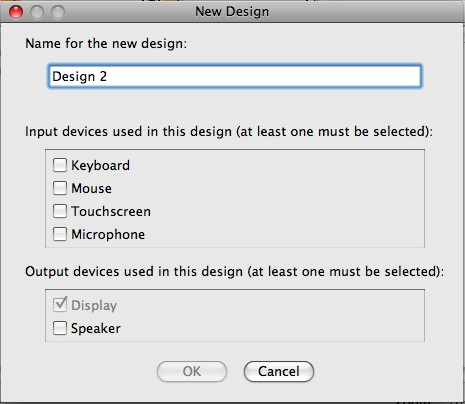 New Design
Name for the new design:
Design 2
Input devices used in this design (at least one must be selected):
Keyboard
Mouse
Touchscreen
Microphone
Output devices used in this design (at least one must be selected):
Display
Speaker
OK Cancel